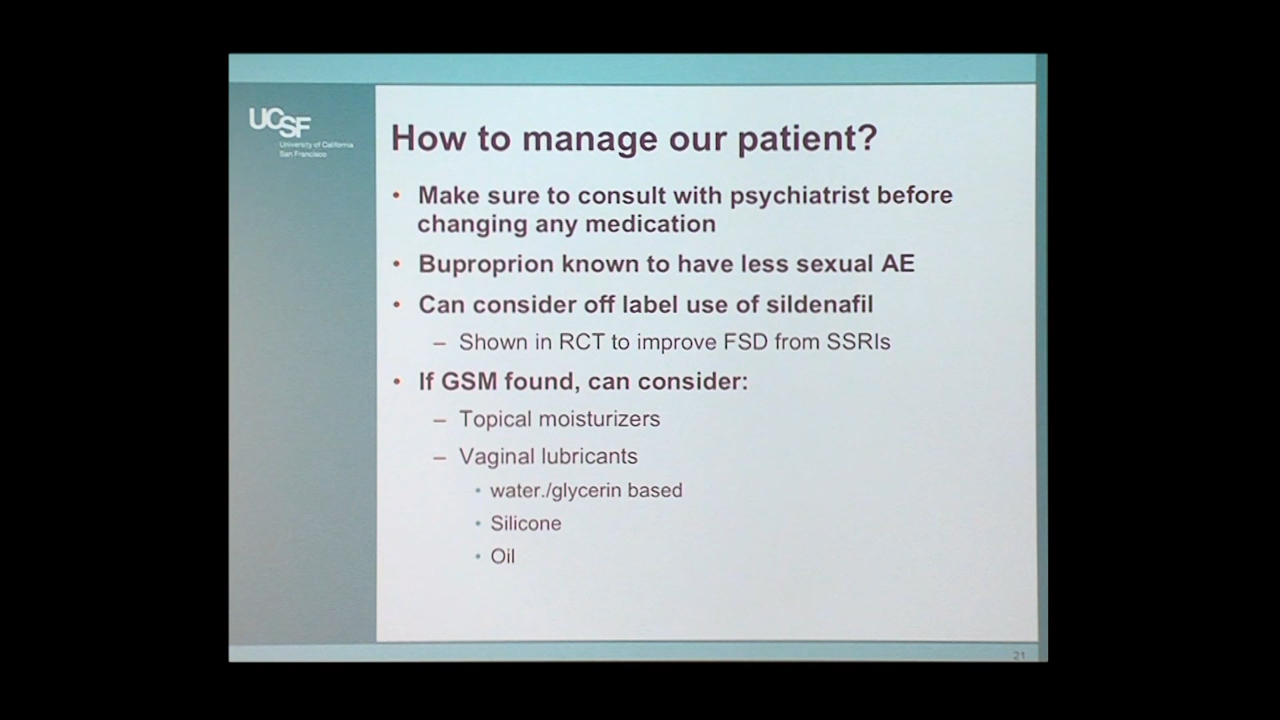 UCSF
University of California
San Francisco
How to manage our patient?
• Make sure to consult with psychiatrist before
changing any medication
• Buproprion known to have less sexual AE
• Can consider off label use of sildenafil
– Shown in RCT to improve FSD from SSRIs
• If GSM found, can consider:
– Topical moisturizers
– Vaginal lubricants
• water./glycerin based
• Silicone
• Oil
21